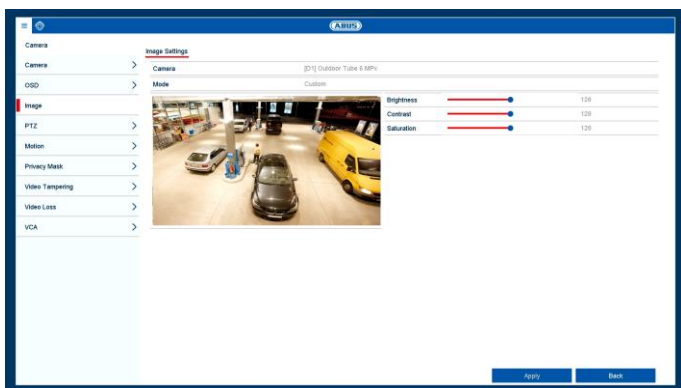 ABUS
Camera
Image Settings
Camera
Camera [D1] Outdoor Tube 6 MPx
OSD
Mode Custom
Image
Brightness 128
Contrast 128
Saturation 128
PTZ
Motion
Privacy Mask
Video Tampering
Video Loss
VCA
Apply Back